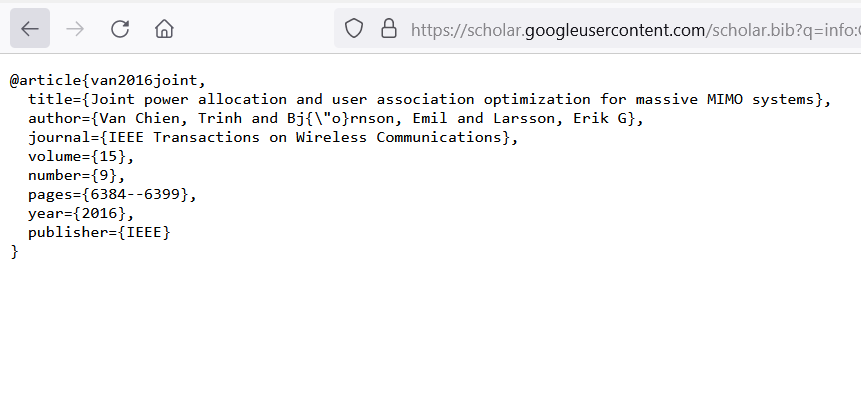 https://scholar.googleusercontent.com/scholar.bib?q=info:
@article{van2016joint,
  title={Joint power allocation and user association optimization for massive MIMO systems},
  author={Van Chien, Trinh and Bj{\"o}rnson, Emil and Larsson, Erik G},
  journal={IEEE Transactions on Wireless Communications},
  volume={15},
  number={9},
  pages={6384--6399},
  year={2016},
  publisher={IEEE}
}